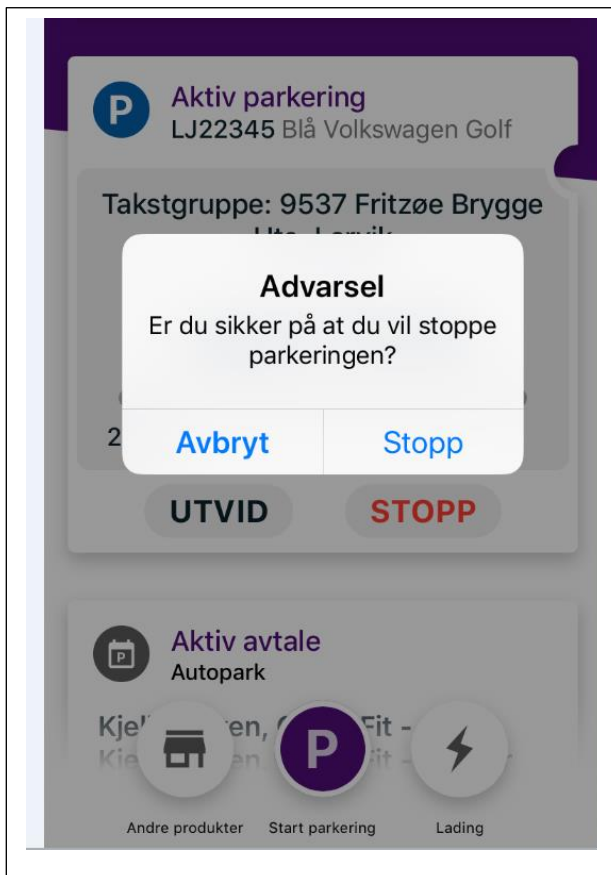 P
Aktiv parkering
LJ22345 Blå Volkswagen Golf
Takstgruppe: 9537 Fritzøe Brygge
Advarsel
Er du sikker på at du vil stoppe
parkeringen?
2
Avbryt
Stopp
UTVID
STOPP
P
Aktiv avtale
Autopark
P
Andre produkter
Start parkering
Lading